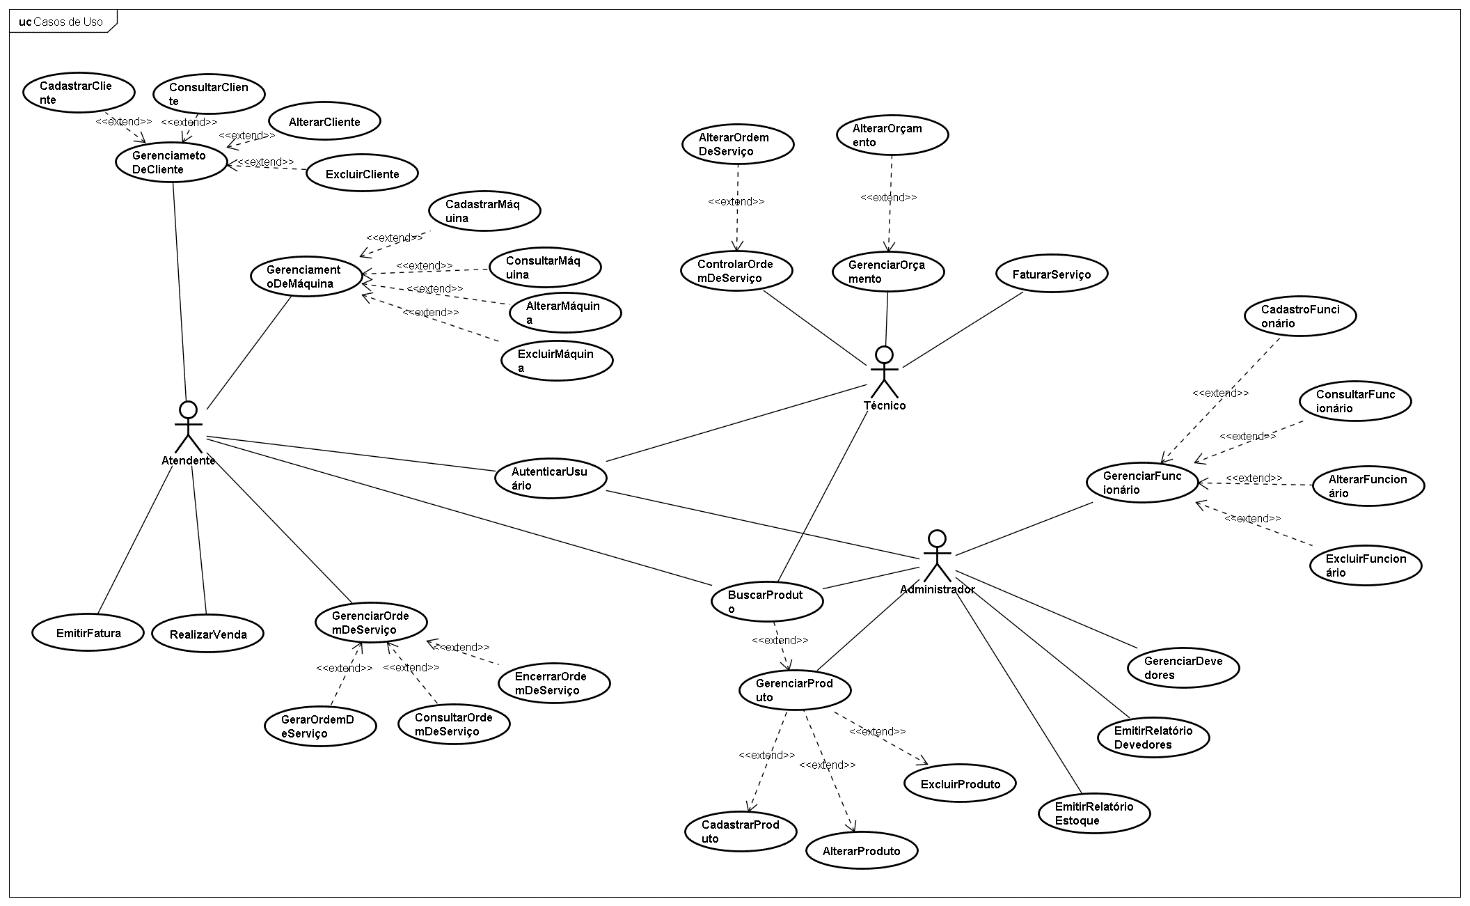 uc Casos de Uso
CadastrarClie
nte
ConsultarClien
te
AlterarCliente
<<extend>>
<<extend>>
<<extend>>
Gerenciameto
DeCliente
<<extend>>
ExcluirCliente
AlterarOrdem
DeServiço
AlterarOrçam
ento
<<extend>>
<<extend>>
CadastrarMáq
uina
<<extend>>
Gerenciament
oDeMáquina
<<extend>>
ConsultarMáq
uina
<<extend>>
AlterarMáquin
a
<<extend>>
ExcluirMáquin
a
ControlarOrde
mDeServiço
GerenciarOrça
mento
FaturarServiço
CadastroFunci
onário
<<extend>>
ConsultarFunc
ionário
<<extend>>
Técnico
Atendente
AutenticarUsu
ário
GerenciarFunc
ionário
<<extend>>
AlterarFuncion
ário
<<extend>>
ExcluirFuncion
ário
Administrador
BuscarProdut
o
<<extend>>
EmitirFatura
RealizarVenda
GerenciarOrde
mDeServiço
<<extend>>
<<extend>>
<<extend>>
EncerrarOrde
mDeServiço
GerarOrdemD
eServiço
ConsultarOrde
mDeServiço
GerenciarProd
uto
<<extend>>
<<extend>>
<<extend>>
GerenciarDeve
dores
EmitirRelatório
Devedores
EmitirRelatório
Estoque
ExcluirProduto
CadastrarProd
uto
AlterarProduto